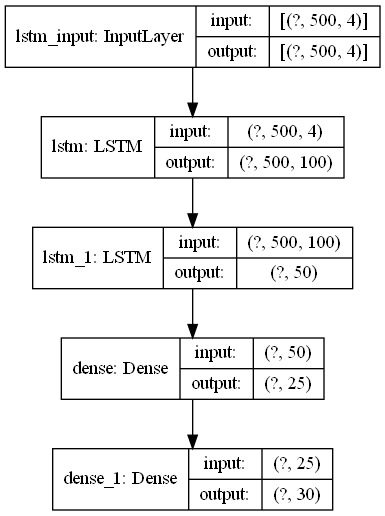 lstm_input: InputLayer
input: [(?, 500, 4)]
output: [(?, 500, 4)]
lstm: LSTM
input: (?, 500, 4)
output: (?, 500, 100)
lstm_1: LSTM
input: (?, 500, 100)
output: (?, 50)
dense: Dense
input: (?, 50)
output: (?, 25)
dense_1: Dense
input: (?, 25)
output: (?, 30)